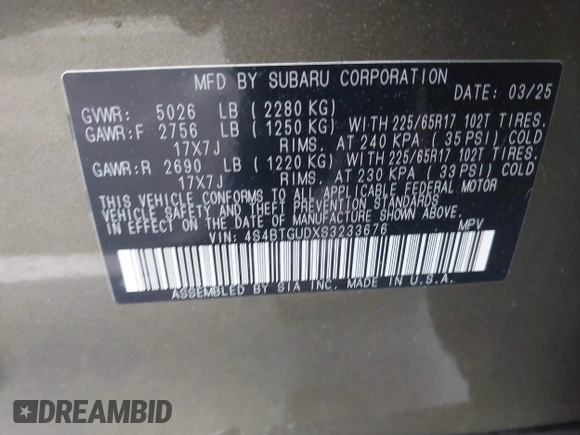 MFD BY SUBARU CORPORATION
DATE: 03/25
GVWR: 5026 LB (2280 KG)
GAWR:F 2756 LB (1250 KG) WITH 225/65R17 102T TIRES.
17X7J RIMS. AT 240 KPA (35 PSI) COLD
GAWR:R 2690 LB (1220 KG) WITH 225/65R17 102T TIRES.
17X7J RIMS. AT 230 KPA (33 PSI) COLD
THIS VEHICLE CONFORMS TO ALL APPLICABLE FEDERAL MOTOR
VEHICLE SAFETY AND THEFT PREVENTION STANDARDS
IN EFFECT ON THE DATE OF MANUFACTURE SHOWN ABOVE.
VIN: 4S4BTGUDXS3233676 MPV
ASSEMBLED BY SIA INC. MADE IN U.S.A.
DREAMBID